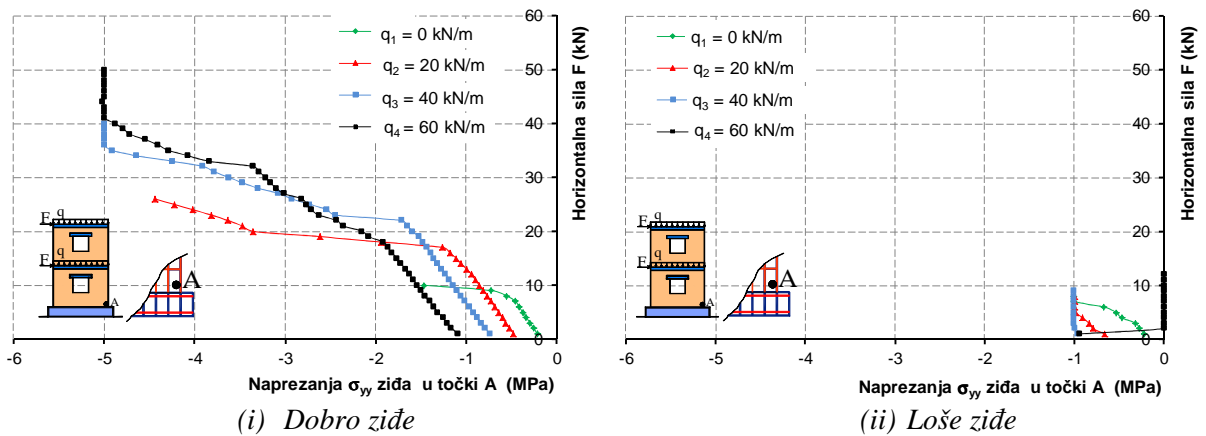 q₁ = 0 kN/m
q₂ = 20 kN/m
q₃ = 40 kN/m
q₄ = 60 kN/m
60
50
40
30
20
10
0
Horizontalna sila F (kN)
F
q
F
q
A
A
-6
-5
-4
-3
-2
-1
0
Naprezanja σyy ziđa u točki A (MPa)
(i) Dobro ziđe
q₁ = 0 kN/m
q₂ = 20 kN/m
q₃ = 40 kN/m
q₄ = 60 kN/m
60
50
40
30
20
10
0
Horizontalna sila F (kN)
F
q
F
q
A
A
-6
-5
-4
-3
-2
-1
0
Naprezanja σyy ziđa u točki A (MPa)
(ii) Loše ziđe